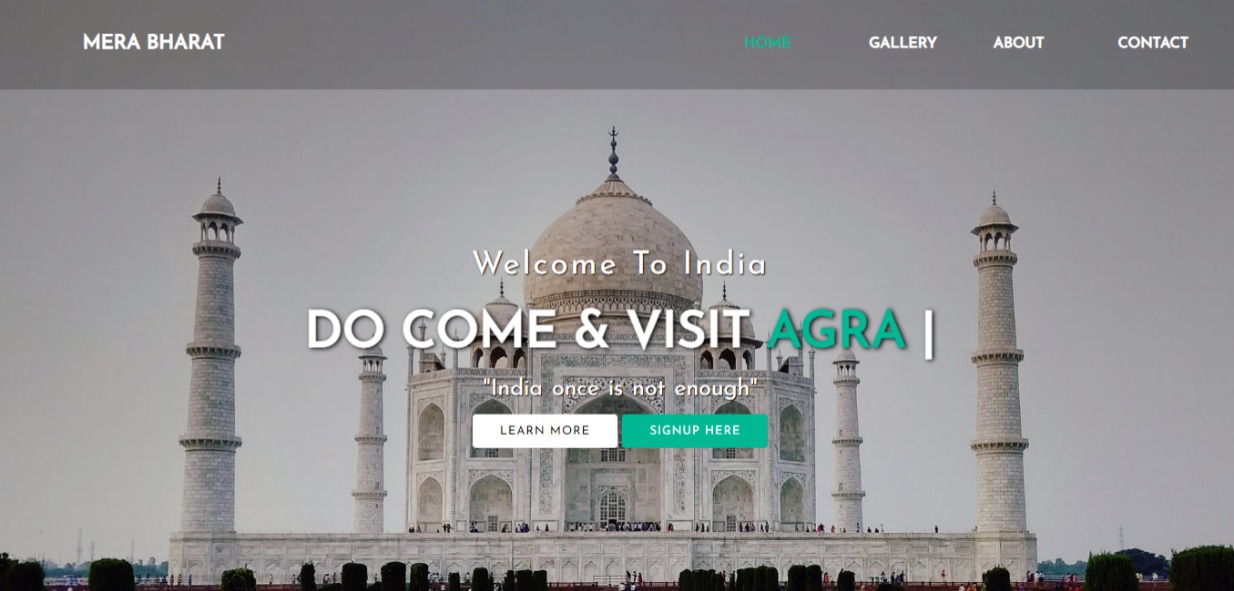 MERA BHARAT HOME GALLERY ABOUT CONTACT
Welcome To India
DO COME & VISIT AGRA |
"India once is not enough"
LEARN MORE SIGNUP HERE